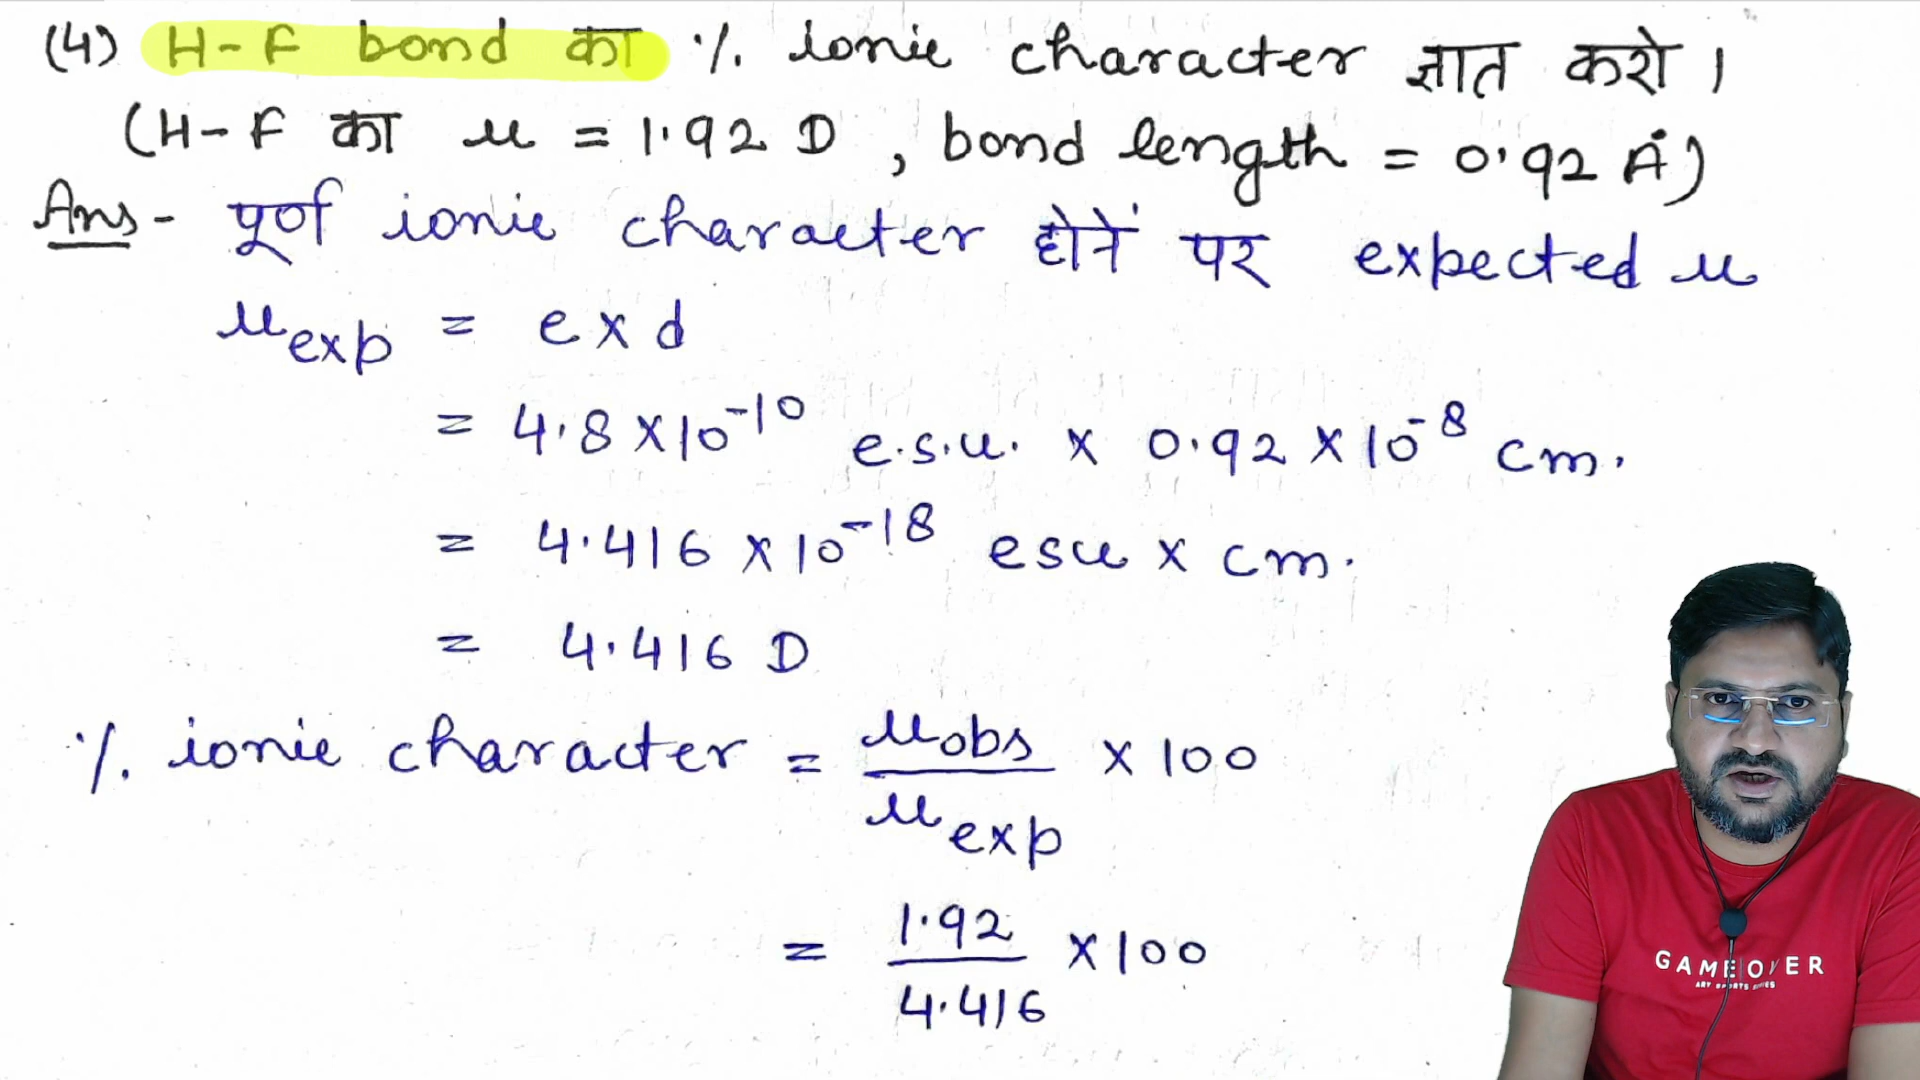 (4) H-F bond का % ionic character ज्ञात करो ।
(H-F का μ = 1.92 D , bond length = 0.92 Å)
Ans - पूर्ण ionic character होनें पर expected μ
μexp = e x d
= 4.8 x 10⁻¹⁰ e.s.u. x 0.92 x 10⁻⁸ cm.
= 4.416 x 10⁻¹⁸ esu x cm.
= 4.416 D
% ionic character = μobs / μexp x 100
= 1.92 / 4.416 x 100
GAME OVER